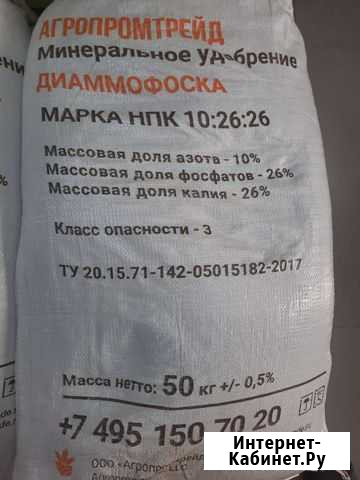 АГРОПРОМТРЕЙД
Минеральное удобрение
ДИАММОФОСКА
МАРКА НПК 10:26:26
Массовая доля азота - 10%
Массовая доля фосфатов - 26%
Массовая доля калия - 26%
Класс опасности - 3
ТУ 20.15.71-142-05015182-2017
Масса нетто: 50 кг +/- 0,5%
+7 495 150 70 20
ООО
Интернет-
Кабинет.Ру